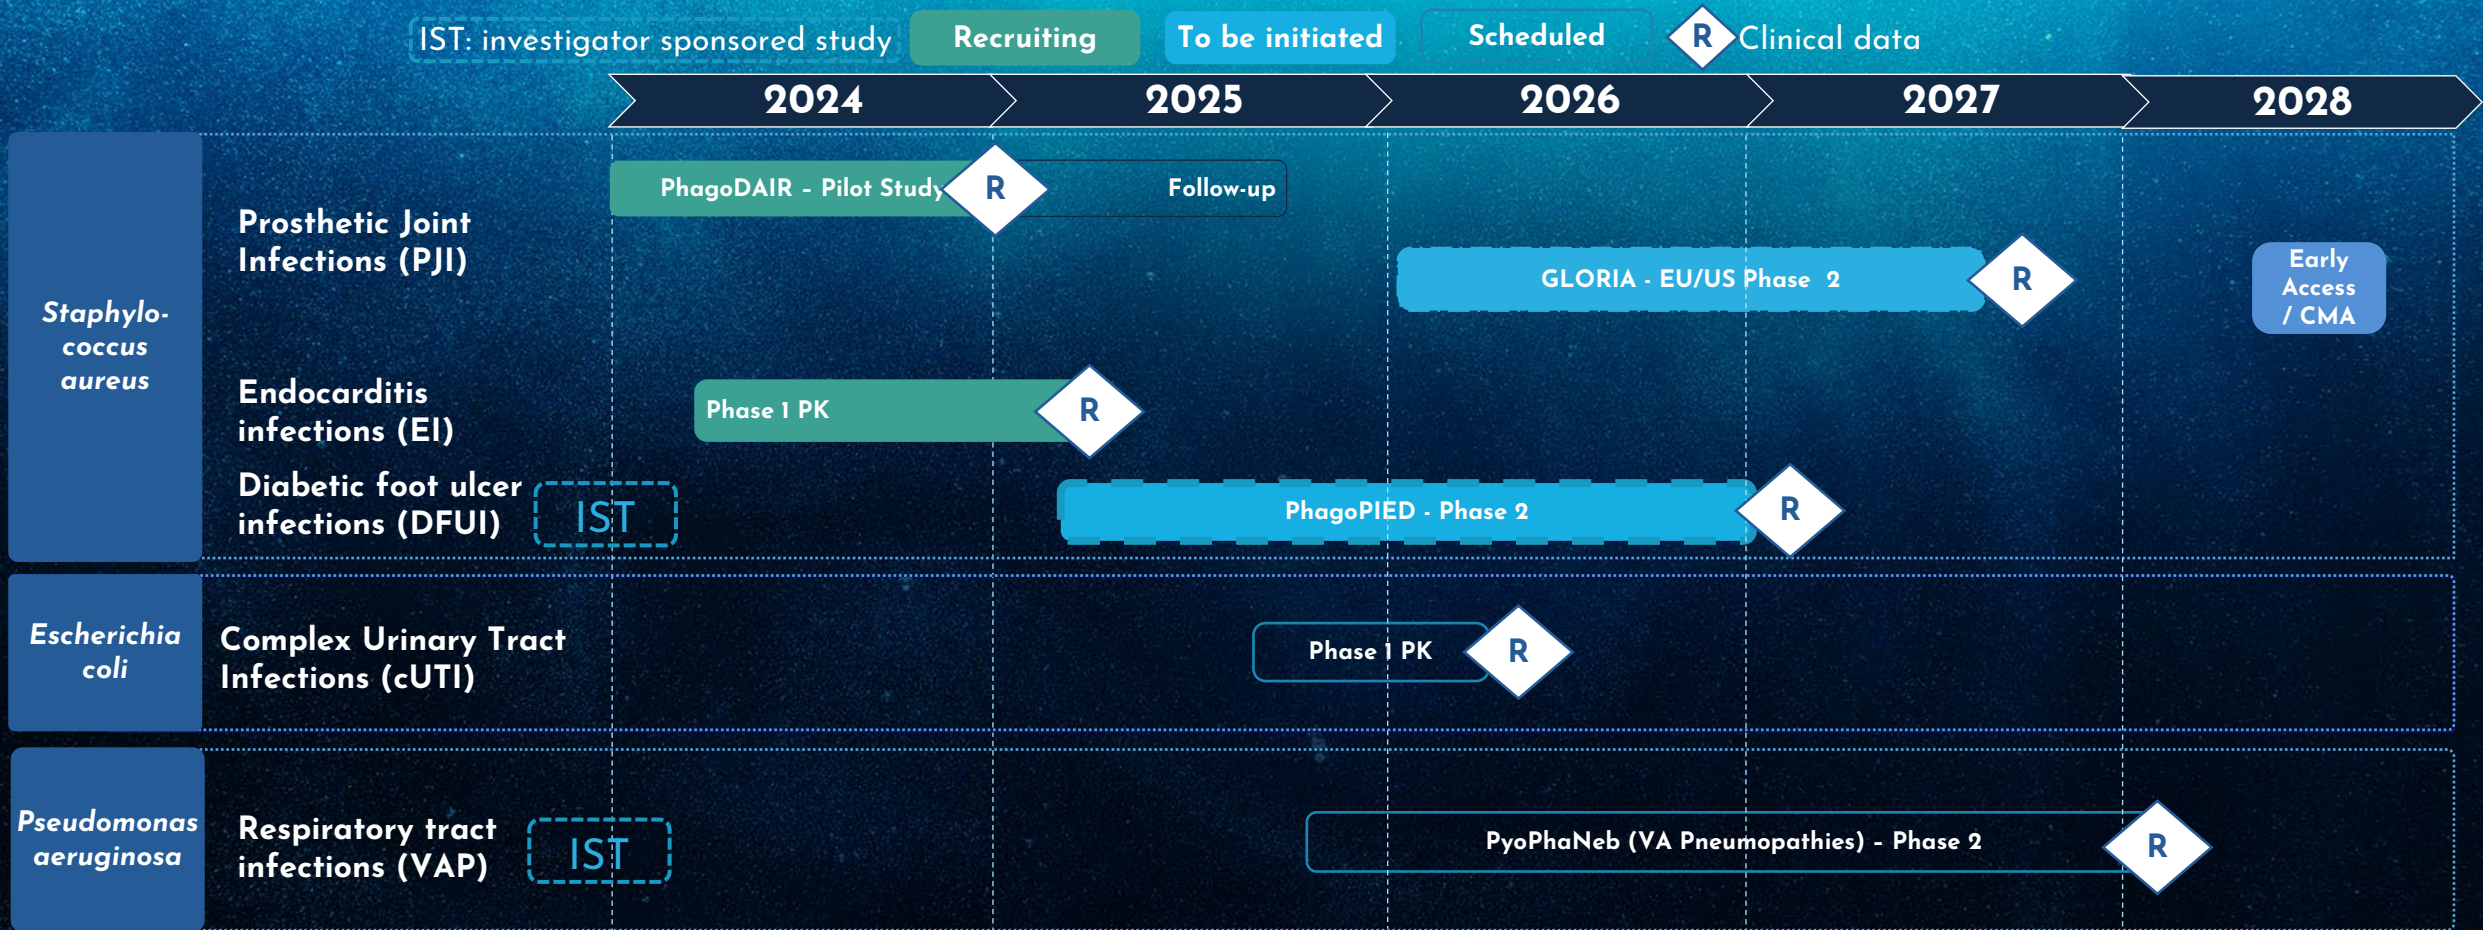 IST: investigator sponsored study
Recruiting
To be initiated
Scheduled
R
Clinical data
2024
2025
2026
2027
2028
Staphylo-
coccus
aureus
Prosthetic Joint
Infections (PJI)
PhagoDAIR – Pilot Study
R
Follow-up
GLORIA - EU/US Phase 2
R
Early
Access
/ CMA
Endocarditis
infections (EI)
Phase 1 PK
R
Diabetic foot ulcer
infections (DFUI)
IST
PhagoPIED - Phase 2
R
Escherichia
coli
Complex Urinary Tract
Infections (cUTI)
Phase 1 PK
R
Pseudomonas
aeruginosa
Respiratory tract
infections (VAP)
IST
PyoPhaNeb (VA Pneumopathies) – Phase 2
R